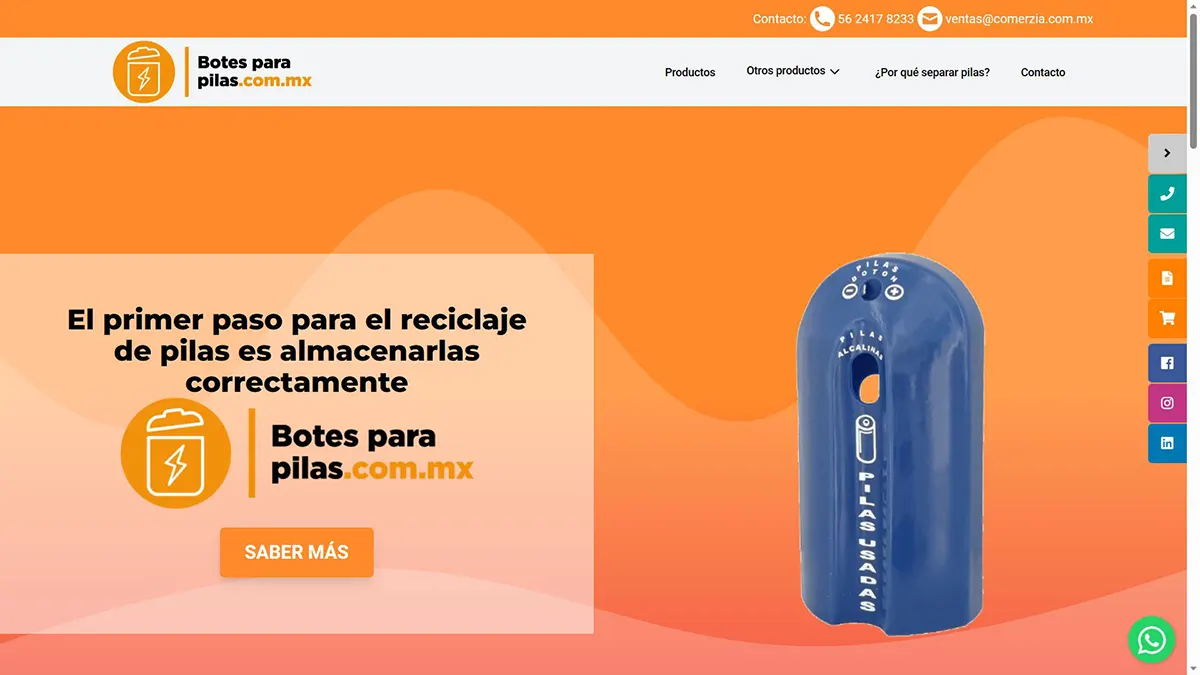 Contacto: 56 2417 8233 ventas@comerzia.com.mx
Botes para
pilas.com.mx
Productos
Otros productos
¿Por qué separar pilas?
Contacto
El primer paso para el reciclaje
de pilas es almacenarlas
correctamente
Botes para
pilas.com.mx
SABER MÁS
PILAS
BOTON
PILAS
ALCALINAS
PILAS USADAS